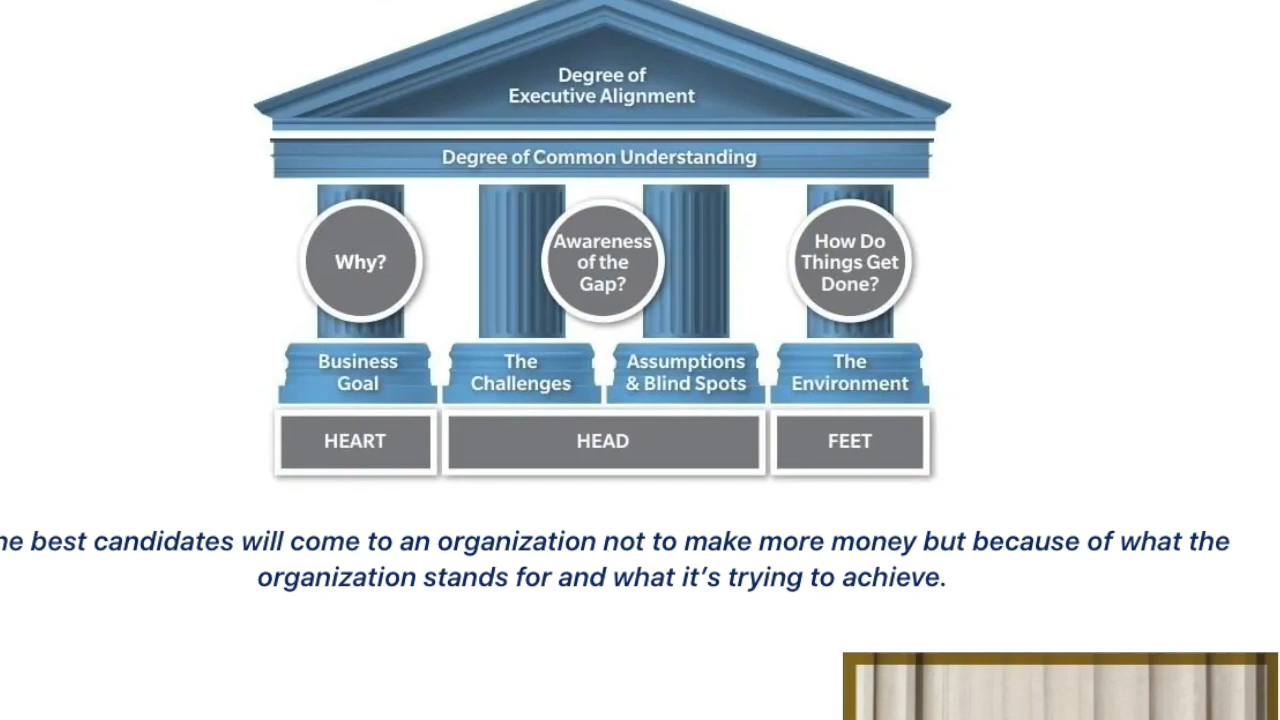 Degree of
Executive Alignment
Degree of Common Understanding
Why?
Awareness
of the
Gap?
How Do
Things Get
Done?
Business
Goal
The
Challenges
Assumptions
& Blind Spots
The
Environment
HEART
HEAD
FEET
he best candidates will come to an organization not to make more money but because of what the
organization stands for and what it's trying to achieve.